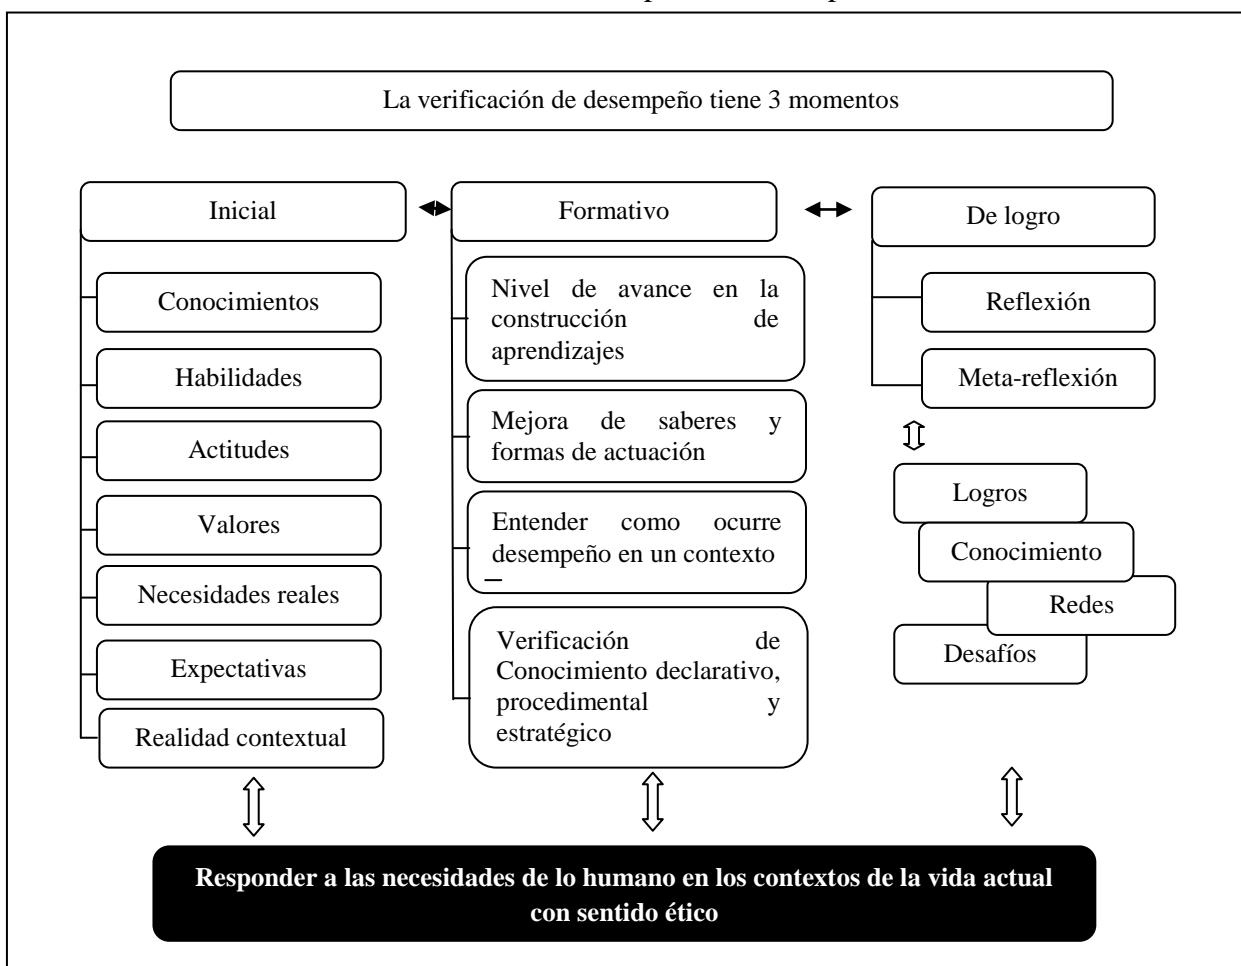 La verificación de desempeño tiene 3 momentos
Inicial
Conocimientos
Habilidades
Actitudes
Valores
Necesidades reales
Expectativas
Realidad contextual
Formativo
Nivel de avance en la
construcción de
aprendizajes
Mejora de saberes y
formas de actuación
Entender como ocurre
desempeño en un contexto
Verificación de
Conocimiento declarativo,
procedimental y
estratégico
De logro
Reflexión
Meta-reflexión
Logros
Conocimiento
Redes
Desafíos
Responder a las necesidades de lo humano en los contextos de la vida actual
con sentido ético